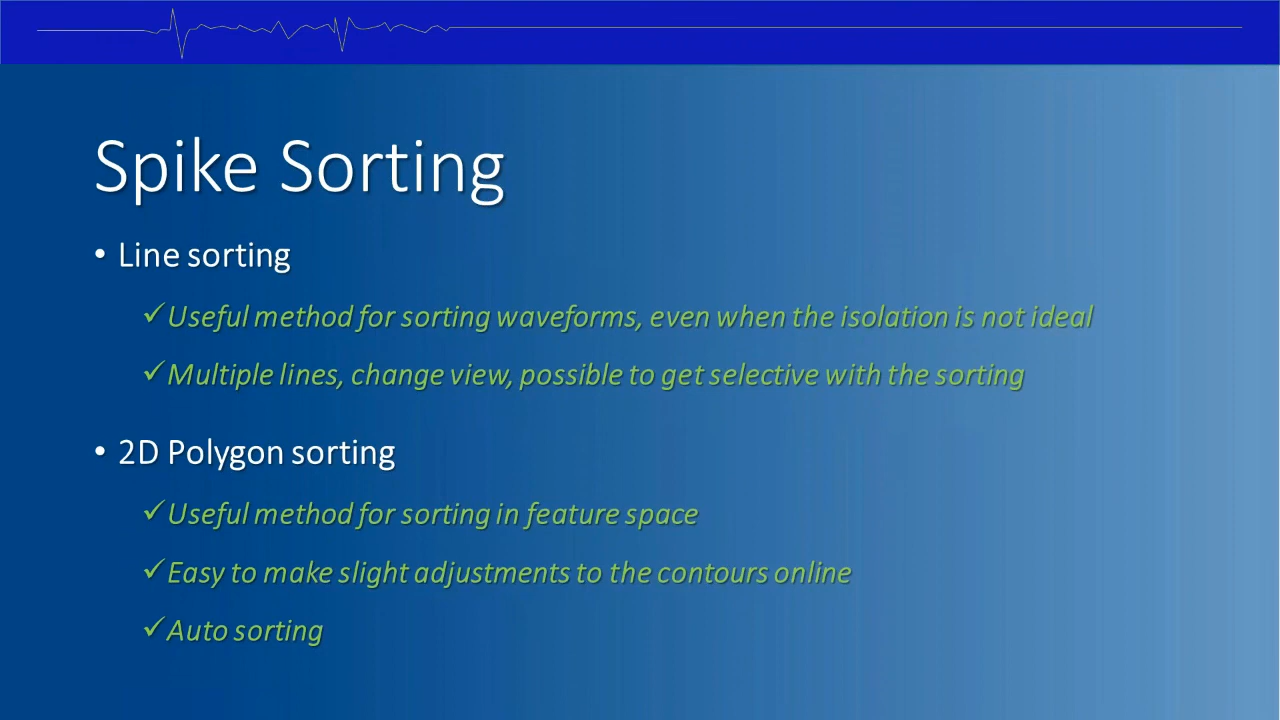 Spike Sorting
• Line sorting
✓Useful method for sorting waveforms, even when the isolation is not ideal
✓Multiple lines, change view, possible to get selective with the sorting
• 2D Polygon sorting
✓Useful method for sorting in feature space
✓Easy to make slight adjustments to the contours online
✓Auto sorting